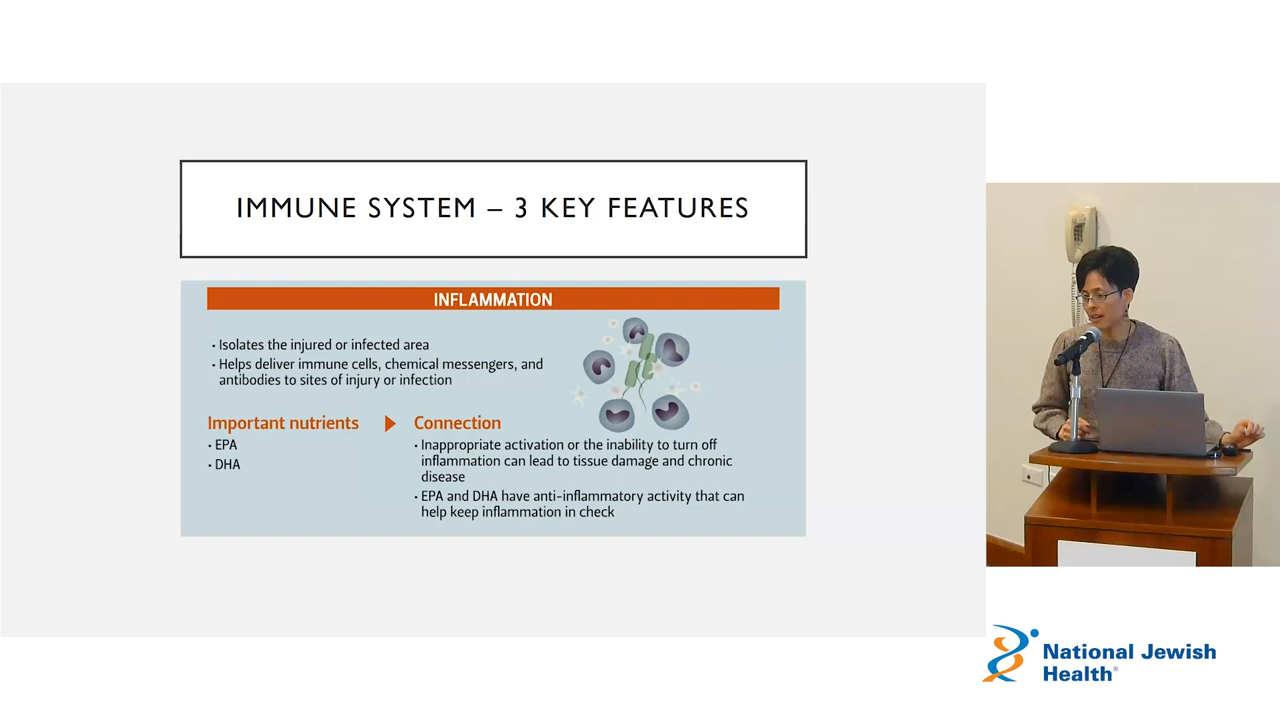 IMMUNE SYSTEM – 3 KEY FEATURES
INFLAMMATION
• Isolates the injured or infected area
• Helps deliver immune cells, chemical messengers, and
antibodies to sites of injury or infection
Important nutrients
• EPA
• DHA
Connection
• Inappropriate activation or the inability to turn off
inflammation can lead to tissue damage and chronic
disease
• EPA and DHA have anti-inflammatory activity that can
help keep inflammation in check
National Jewish
Health®